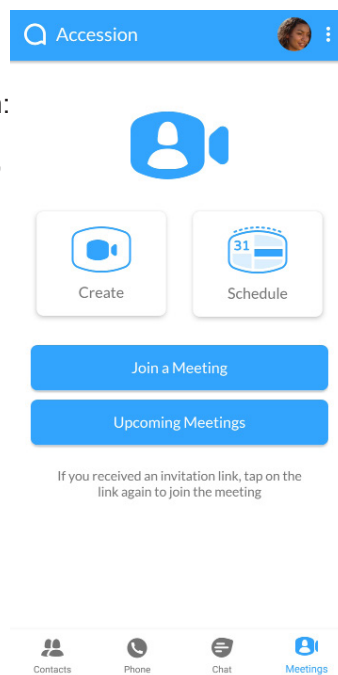 Accession
:
31
Create
Schedule
Join a Meeting
Upcoming Meetings
If you received an invitation link, tap on the
link again to join the meeting
Contacts
Phone
Chat
Meetings